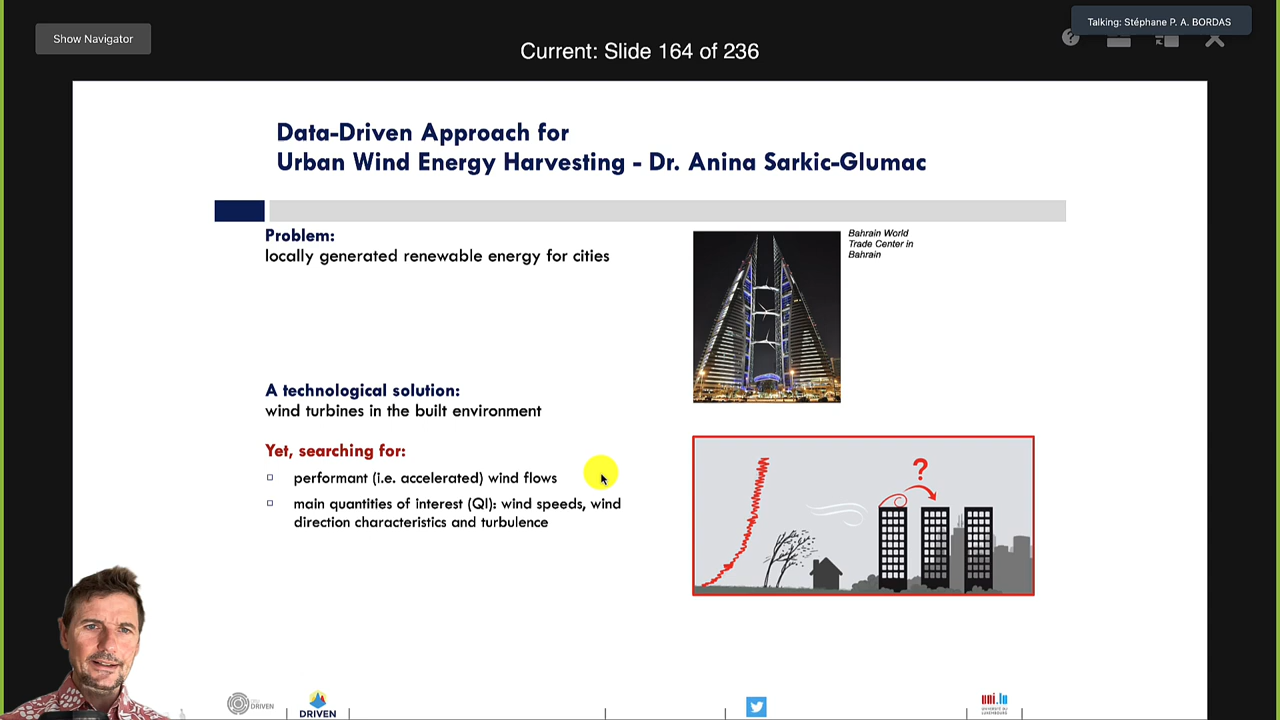 Talking: Stéphane P. A. BORDAS
Show Navigator
Current: Slide 164 of 236
Data-Driven Approach for
Urban Wind Energy Harvesting - Dr. Anina Sarkic-Glumac
Problem:
locally generated renewable energy for cities
Bahrain World
Trade Center in
Bahrain
A technological solution:
wind turbines in the built environment
Yet, searching for:
performant (i.e. accelerated) wind flows
main quantities of interest (QI): wind speeds, wind
direction characteristics and turbulence
?
DRIVEN
DRIVEN
uni.lu